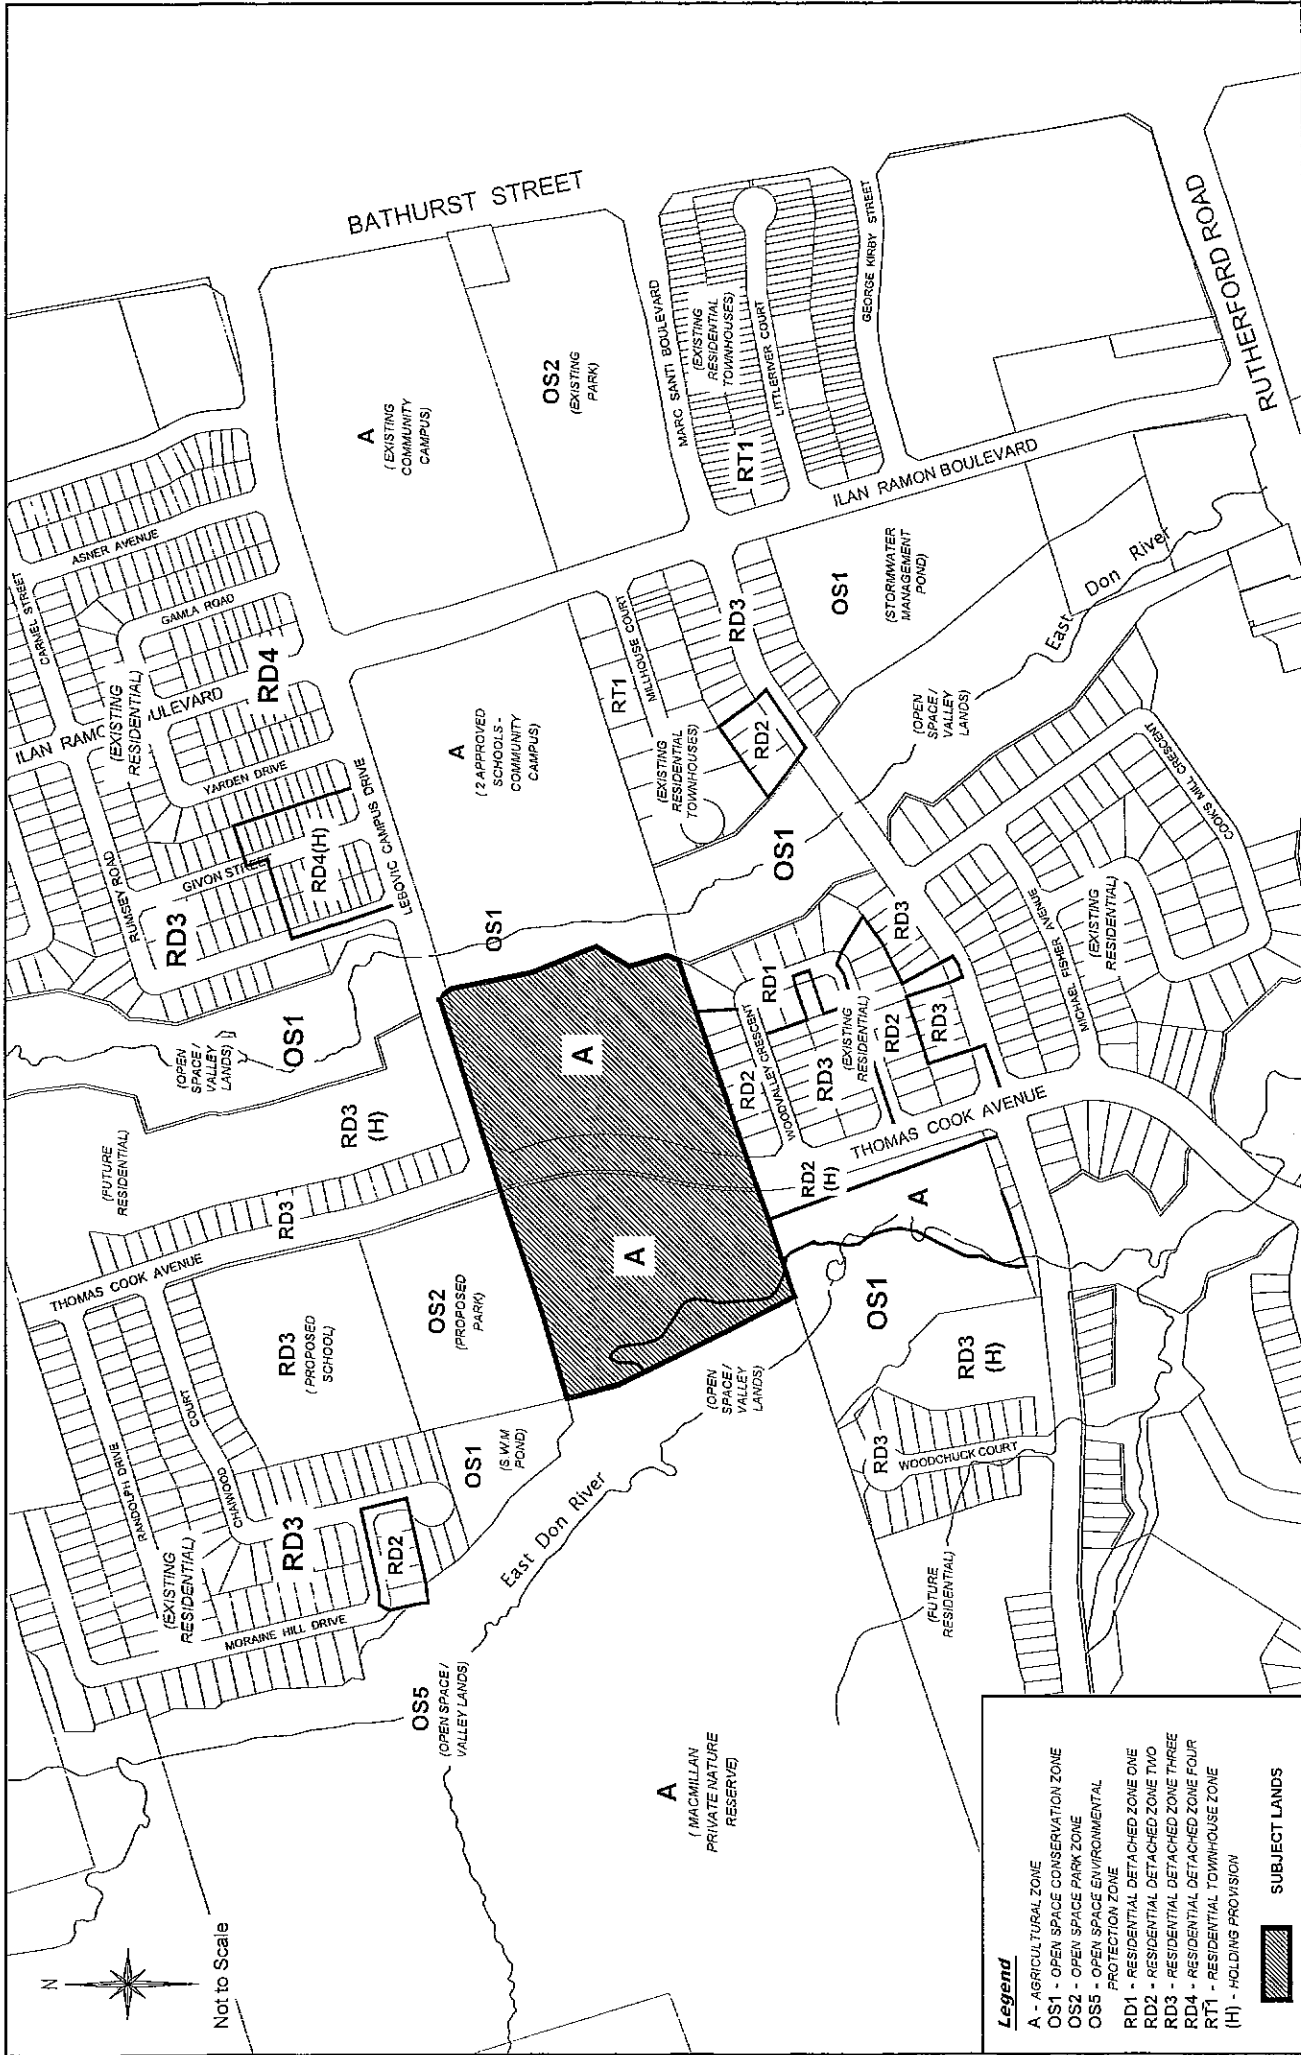 N
Not to Scale
BATHURST STREET
RUTHERFORD ROAD
CARMEL STREET
ASNER AVENUE
GAMLA ROAD
RD4
(EXISTING
RESIDENTIAL)
ILAN RAMO
ULEVARD
YARDEN DRIVE
GIVON STREET
RD4(H)
RUMSEY ROAD
RD3
LEBOVIC CAMPUS DRIVE
A
(EXISTING
COMMUNITY
CAMPUS)
OS2
(EXISTING
PARK)
MARC SANTI BOULEVARD
(EXISTING
RESIDENTIAL
TOWNHOUSES)
RT1
LITTLERIVER COURT
GEORGE KIRBY STREET
ILAN RAMON BOULEVARD
A
( 2 APPROVED
SCHOOLS -
COMMUNITY
CAMPUS)
RT1
MILLHOUSE COURT
(EXISTING
RESIDENTIAL
TOWNHOUSES)
RD3
RD2
OS1
(STORMWATER
MANAGEMENT
POND)
East Don River
(OPEN
SPACE /
VALLEY
LANDS)
OS1
OS1
OS1
(OPEN
SPACE /
VALLEY
LANDS)
(FUTURE
RESIDENTIAL)
RD3
(H)
RD3
THOMAS COOK AVENUE
RD3
( PROPOSED
SCHOOL)
OS2
(PROPOSED
PARK)
A
A
RD1
WOODVALLEY CRESCENT
RD2
RD3
(EXISTING
RESIDENTIAL)
RD2
RD3
RD3
THOMAS COOK AVENUE
RD2
(H)
A
COOK'S MILL CRESCENT
MICHAEL FISHER AVENUE
(EXISTING
RESIDENTIAL)
RANDOLPH DRIVE
CHAIWOOD
COURT
(EXISTING
RESIDENTIAL)
RD3
RD2
MORAINE HILL DRIVE
OS1
(S.W.M
POND)
East Don River
(OPEN
SPACE /
VALLEY
LANDS)
OS1
RD3
(H)
RD3
WOODCHUCK COURT
(FUTURE
RESIDENTIAL)
OS5
(OPEN SPACE /
VALLEY LANDS)
A
( MACMILLAN
PRIVATE NATURE
RESERVE)
Legend
A - AGRICULTURAL ZONE
OS1 - OPEN SPACE CONSERVATION ZONE
OS2 - OPEN SPACE PARK ZONE
OS5 - OPEN SPACE ENVIRONMENTAL
PROTECTION ZONE
RD1 - RESIDENTIAL DETACHED ZONE ONE
RD2 - RESIDENTIAL DETACHED ZONE TWO
RD3 - RESIDENTIAL DETACHED ZONE THREE
RD4 - RESIDENTIAL DETACHED ZONE FOUR
RT1 - RESIDENTIAL TOWNHOUSE ZONE
(H) - HOLDING PROVISION
SUBJECT LANDS